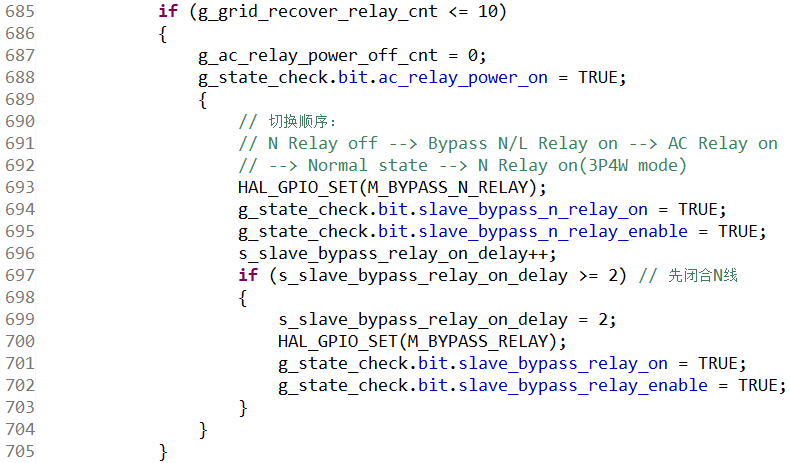 685 if (g_grid_recover_relay_cnt <= 10)
686 {
687 g_ac_relay_power_off_cnt = 0;
688 g_state_check.bit.ac_relay_power_on = TRUE;
689 {
690 // 切换顺序:
691 // N Relay off --> Bypass N/L Relay on --> AC Relay on
692 // --> Normal state --> N Relay on(3P4W mode)
693 HAL_GPIO_SET(M_BYPASS_N_RELAY);
694 g_state_check.bit.slave_bypass_n_relay_on = TRUE;
695 g_state_check.bit.slave_bypass_n_relay_enable = TRUE;
696 s_slave_bypass_relay_on_delay++;
697 if (s_slave_bypass_relay_on_delay >= 2) // 先闭合N线
698 {
699 s_slave_bypass_relay_on_delay = 2;
700 HAL_GPIO_SET(M_BYPASS_RELAY);
701 g_state_check.bit.slave_bypass_relay_on = TRUE;
702 g_state_check.bit.slave_bypass_relay_enable = TRUE;
703 }
704 }
705 }